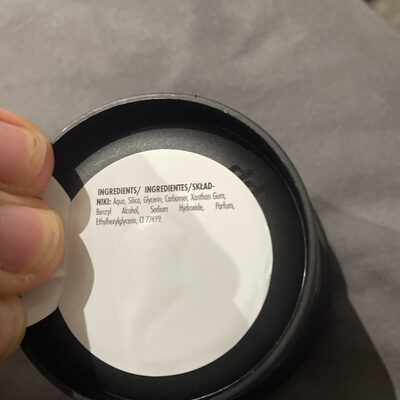 INGREDIENTS/ INGREDIENTES/SKŁAD-
NIKI: Aqua, Silica, Glycerin, Carbomer, Xanthan Gum,
Benzyl Alcohol, Sodium Hydroxide, Parfum,
Ethylhexylglycerin, CI 77499.